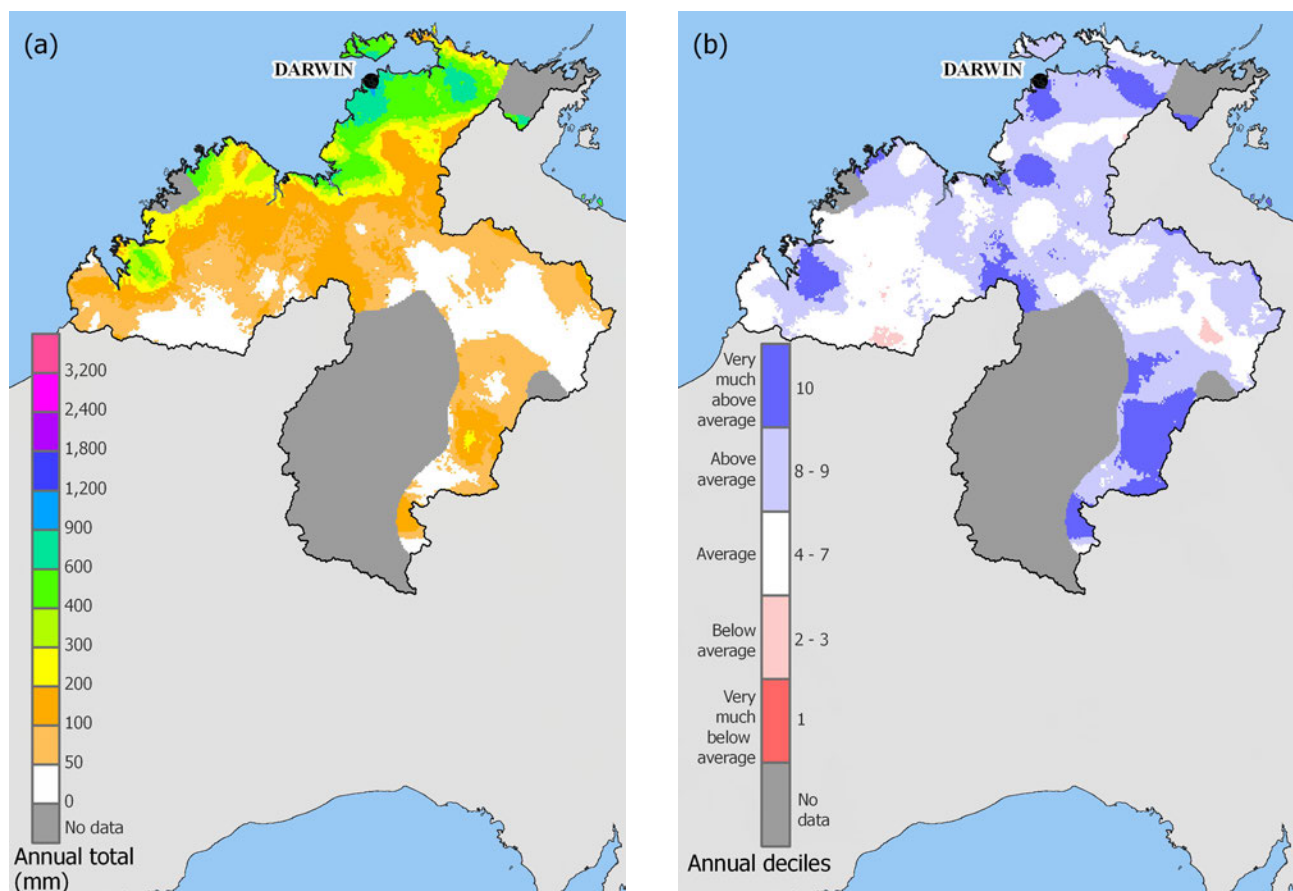 (a)
DARWIN
3,200
2,400
1,800
1,200
900
600
400
300
200
100
50
0
No data
Annual total
(mm)
(b)
DARWIN
Very
much
above
average
10
Above
average
8 - 9
Average
4 - 7
Below
average
2 - 3
Very
much
below
average
1
No
data
Annual deciles